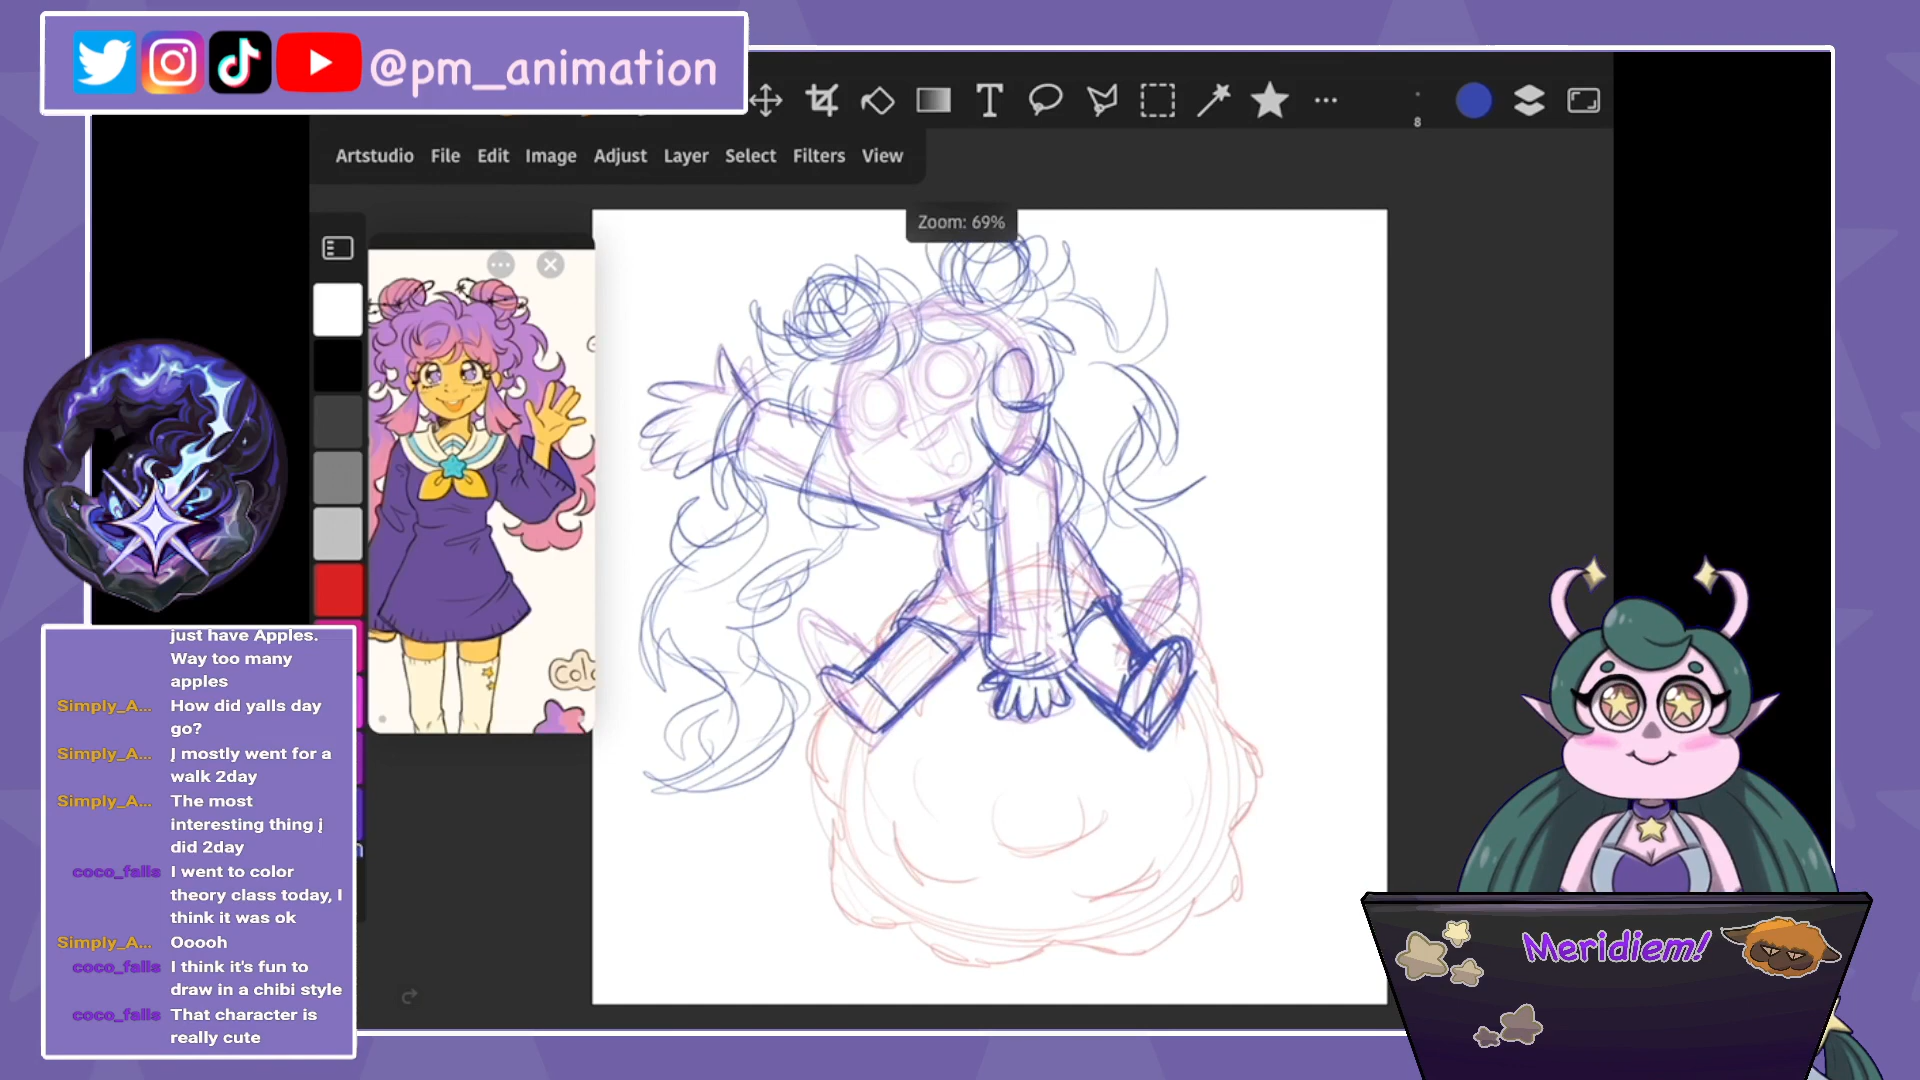 @pm_animation
8
Artstudio File Edit Image Adjust Layer Select Filters View
Zoom: 69%
just have Apples.
Way too many
apples
Simply_A... How did yalls day
go?
Simply_A... Į mostly went for a
walk 2day
Simply_A... The most
interesting thing į
did 2day
coco_falls I went to color
theory class today, I
think it was ok
Simply_A... Ooooh
coco_falls I think it's fun to
draw in a chibi style
coco_falls That character is
really cute
Meridiem!